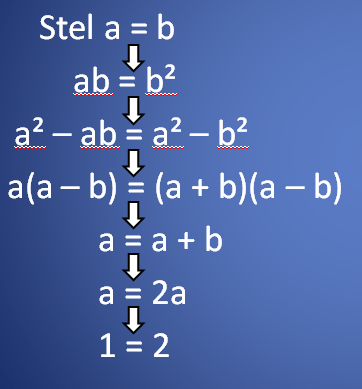 Stel a = b
ab = b²
a² – ab = a² – b²
a(a – b) = (a + b)(a – b)
a = a + b
a = 2a
1 = 2